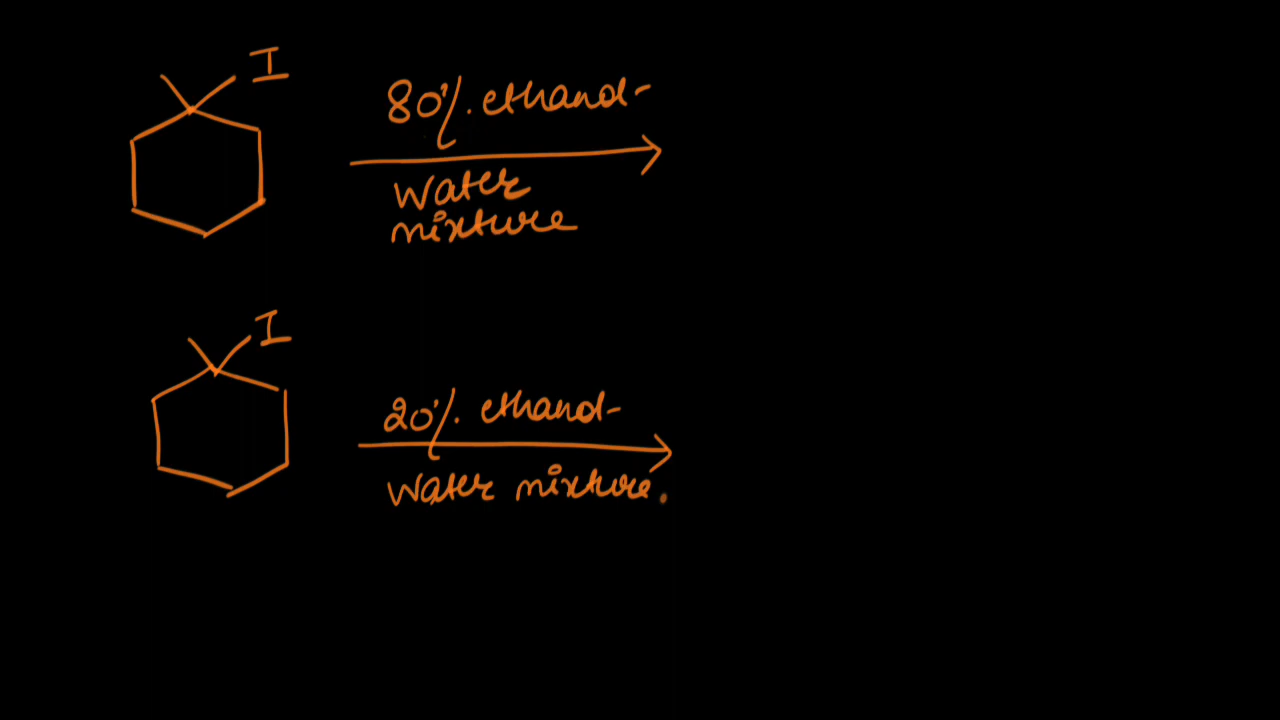 I
80%. ethanol-
water
mixture
I
20%. ethanol-
water mixture.